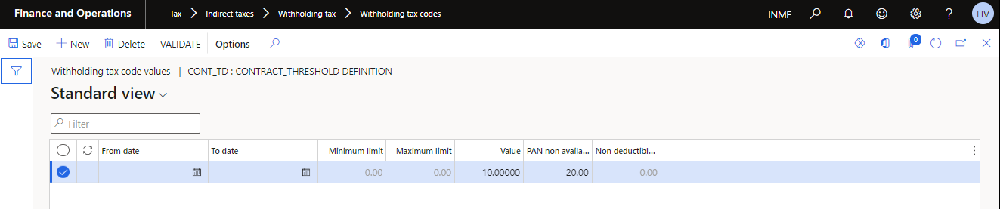 Finance and Operations Tax > Indirect taxes > Withholding tax > Withholding tax codes INMF ? HV
Save + New Delete VALIDATE Options 0
Withholding tax code values | CONT_TD : CONTRACT_THRESHOLD DEFINITION
Standard view
Filter
From date To date Minimum limit Maximum limit Value PAN non availa... Non deductibl...
0.00 0.00 10.00000 20.00 0.00